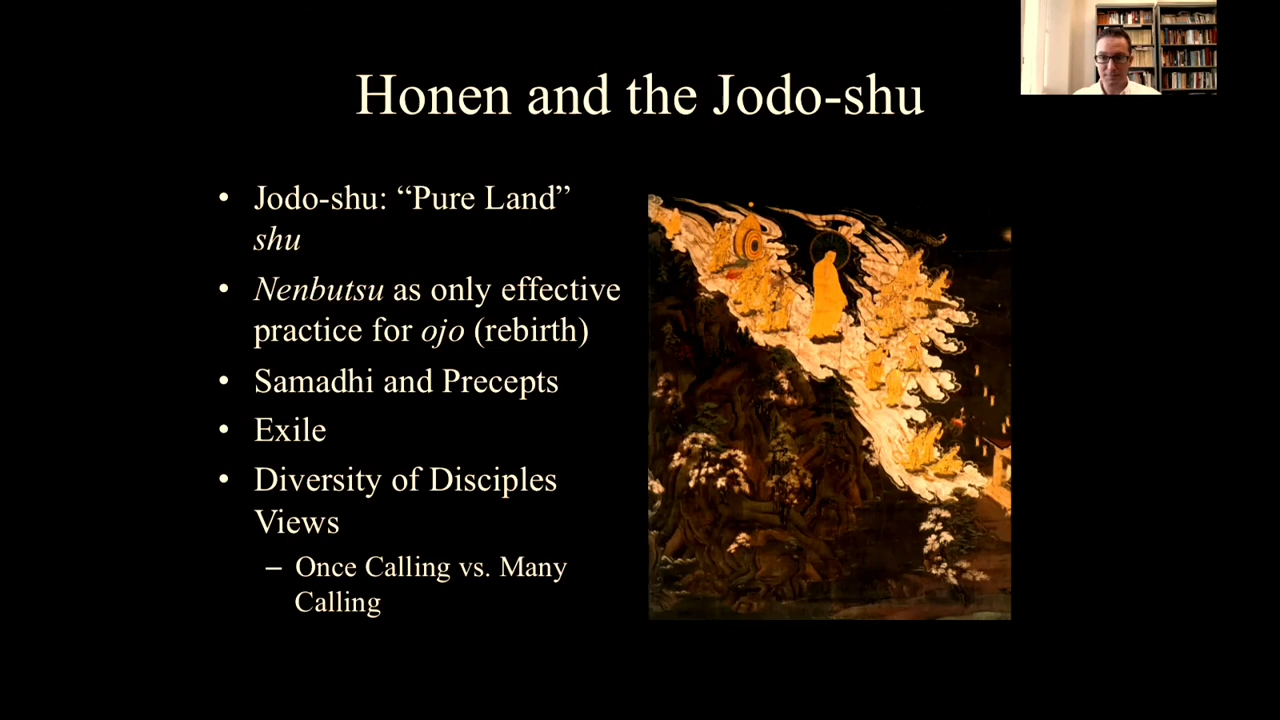 Honen and the Jodo-shu
• Jodo-shu: “Pure Land”
shu
• Nenbutsu as only effective
practice for ojo (rebirth)
• Samadhi and Precepts
• Exile
• Diversity of Disciples
Views
– Once Calling vs. Many
Calling